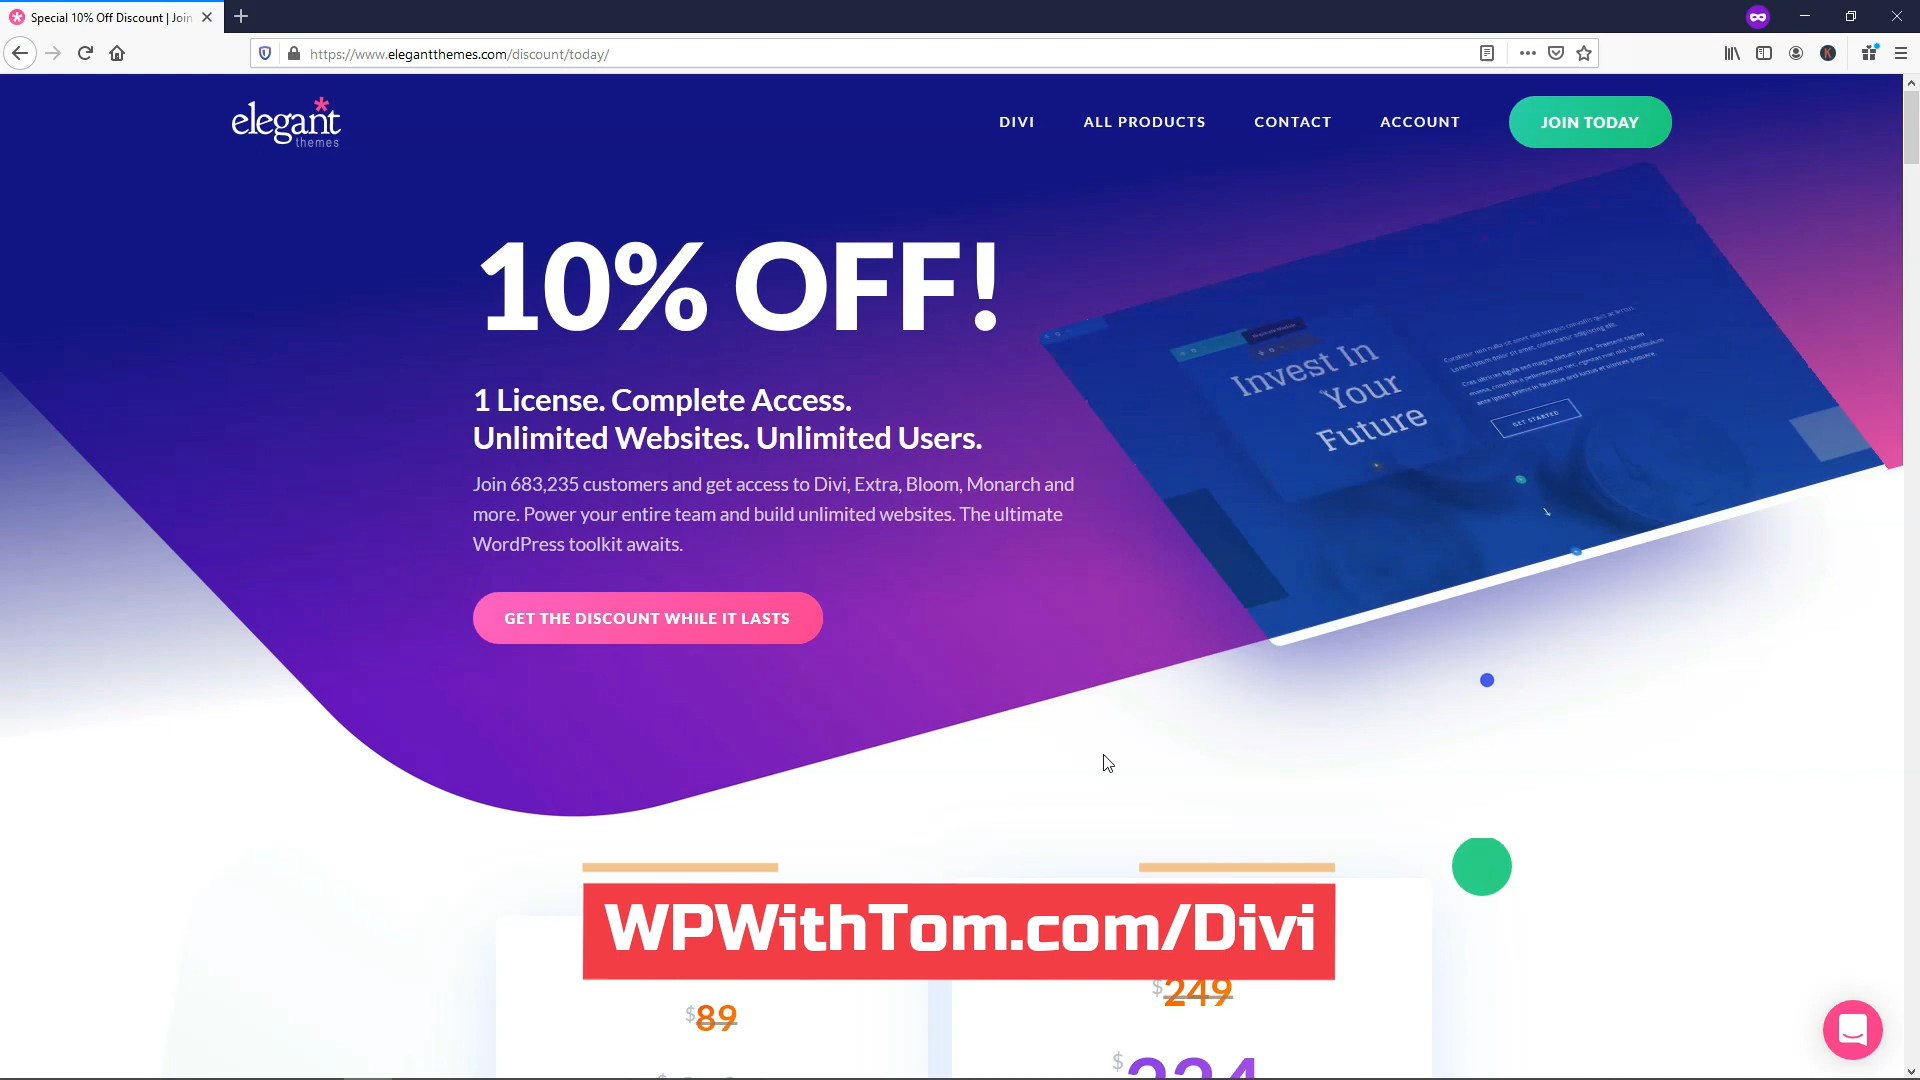 Special 10% Off Discount | Join
https://www.elegantthemes.com/discount/today/
elegant
themes
DIVI
ALL PRODUCTS
CONTACT
ACCOUNT
JOIN TODAY
10% OFF!
1 License. Complete Access.
Unlimited Websites. Unlimited Users.
Join 683,235 customers and get access to Divi, Extra, Bloom, Monarch and
more. Power your entire team and build unlimited websites. The ultimate
WordPress toolkit awaits.
GET THE DISCOUNT WHILE IT LASTS
Invest In
Your
Future
GET STARTED
WPWithTom.com/Divi
$89
$249
$224